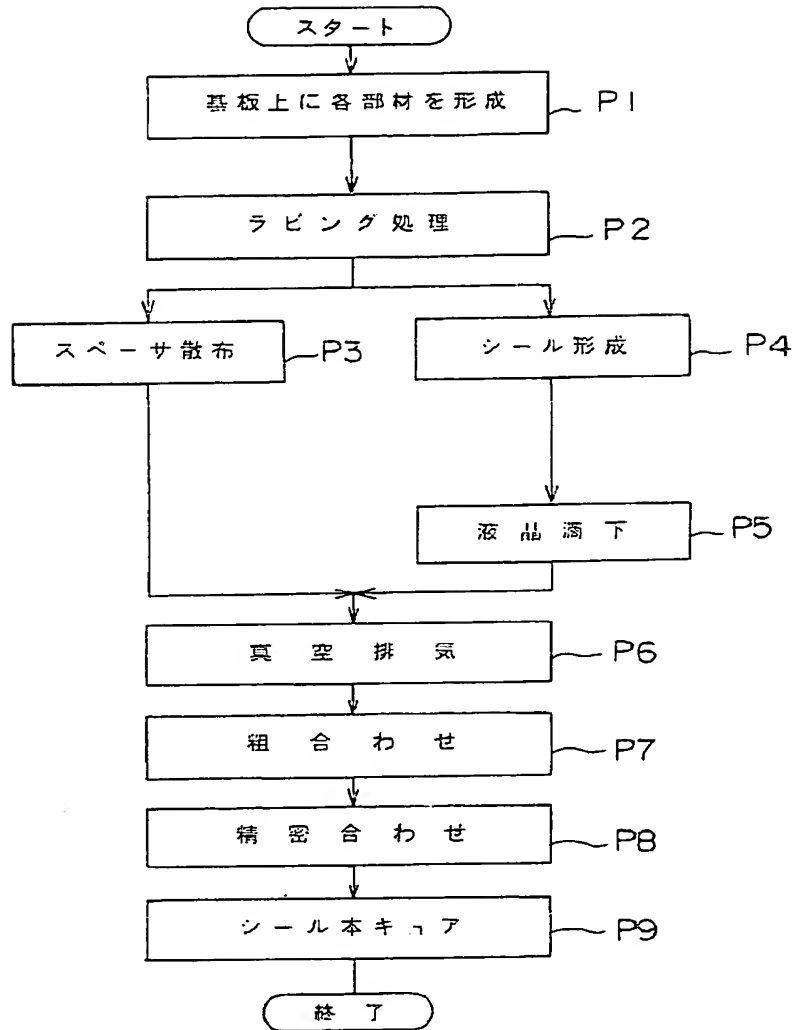 スタート
基板上に各部材を形成
P1
ラビング処理
P2
スペーサ散布
P3
シール形成
P4
液晶滴下
P5
真空排気
P6
組合わせ
P7
精密合わせ
P8
シール本キュア
P9
終了